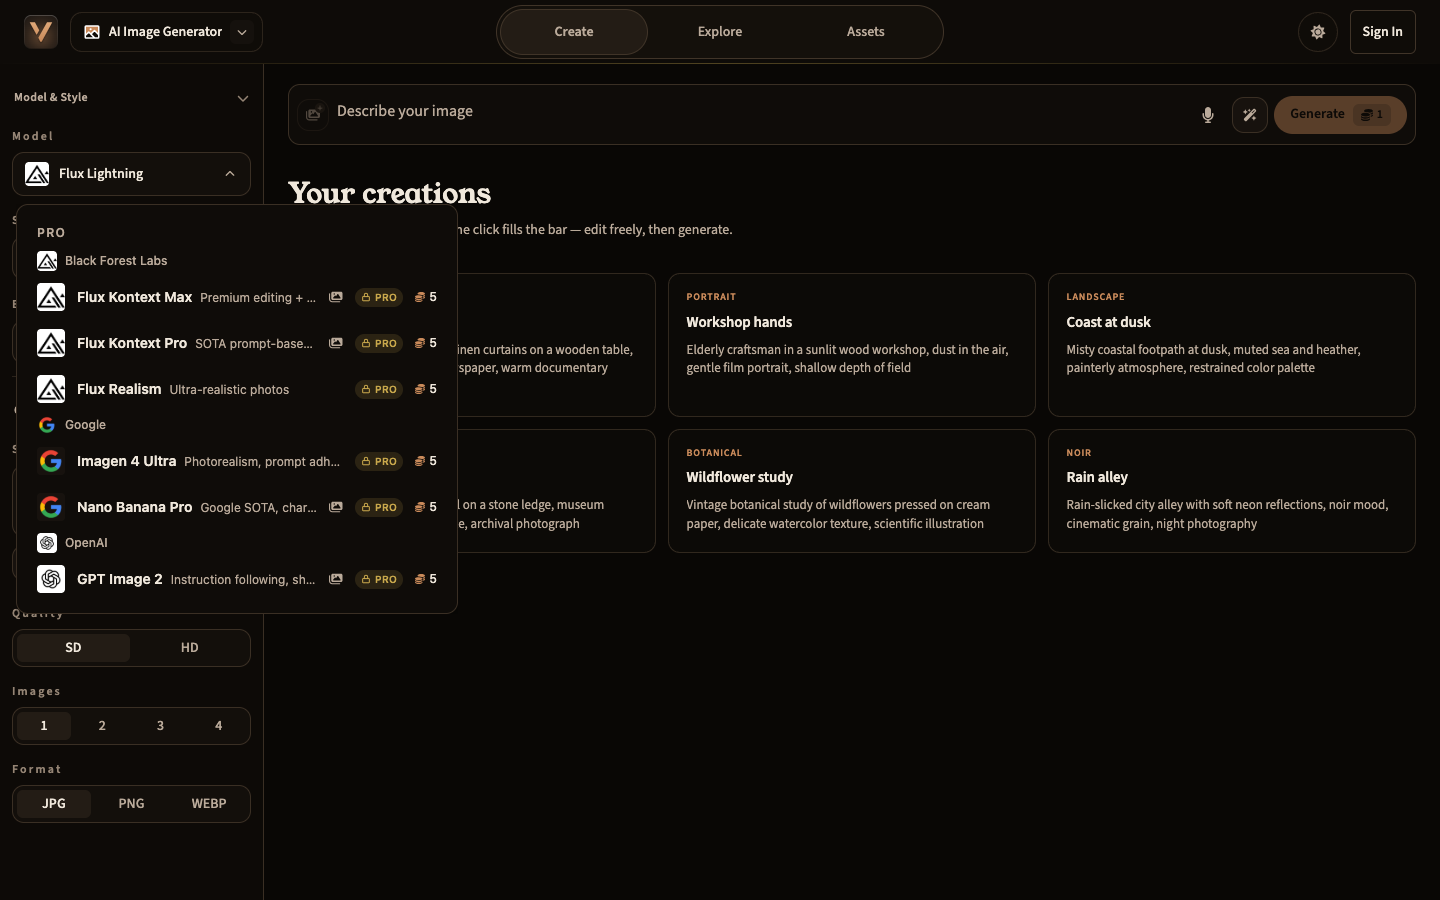 AI Image Generator
Create
Explore
Assets
Sign In
Model & Style
Model
Flux Lightning
PRO
Black Forest Labs
Flux Kontext Max Premium editing + ... PRO 5
Flux Kontext Pro SOTA prompt-base... PRO 5
Flux Realism Ultra-realistic photos PRO 5
Google
Imagen 4 Ultra Photorealism, prompt adh... PRO 5
Nano Banana Pro Google SOTA, char... PRO 5
OpenAI
GPT Image 2 Instruction following, sh... PRO 5
Quality
SD HD
Images
1 2 3 4
Format
JPG PNG WEBP
Describe your image
Generate 1
Your creations
click fills the bar — edit freely, then generate.
inen curtains on a wooden table,
spaper, warm documentary
PORTRAIT
Workshop hands
Elderly craftsman in a sunlit wood workshop, dust in the air,
gentle film portrait, shallow depth of field
LANDSCAPE
Coast at dusk
Misty coastal footpath at dusk, muted sea and heather,
painterly atmosphere, restrained color palette
on a stone ledge, museum
archival photograph
BOTANICAL
Wildflower study
Vintage botanical study of wildflowers pressed on cream
paper, delicate watercolor texture, scientific illustration
NOIR
Rain alley
Rain-slicked city alley with soft neon reflections, noir mood,
cinematic grain, night photography